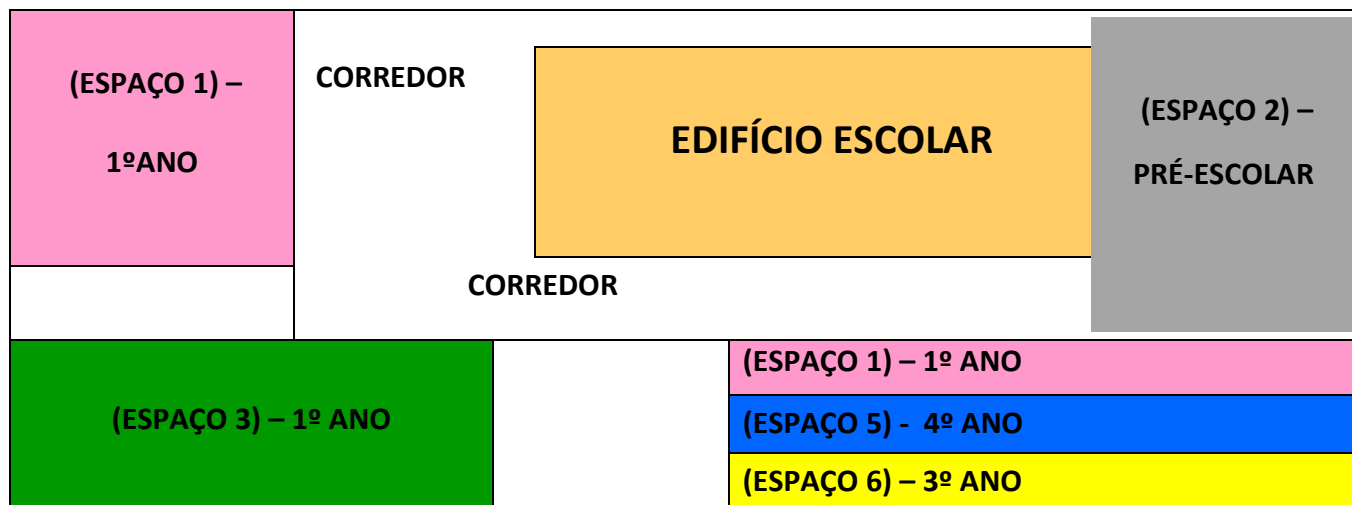 (ESPAÇO 1) –
1ºANO
CORREDOR
EDIFÍCIO ESCOLAR
(ESPAÇO 2) –
PRÉ-ESCOLAR
CORREDOR
(ESPAÇO 3) – 1º ANO
(ESPAÇO 1) – 1º ANO
(ESPAÇO 5) - 4º ANO
(ESPAÇO 6) – 3º ANO